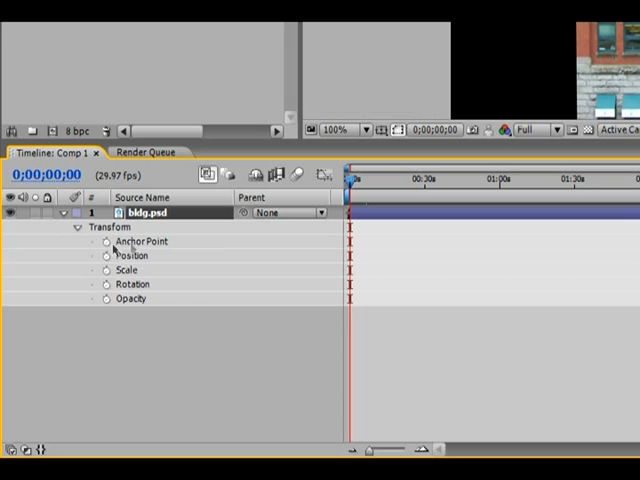 8 bpc
100%
0;00;00;00
Full
Active Ca
Timeline: Comp 1 ×
Render Queue
0;00;00;00
(29.97 fps)
00:30s
01:00s
01:30s
#
Source Name
Parent
1
bldg.psd
None
Transform
Anchor Point
Position
Scale
Rotation
Opacity